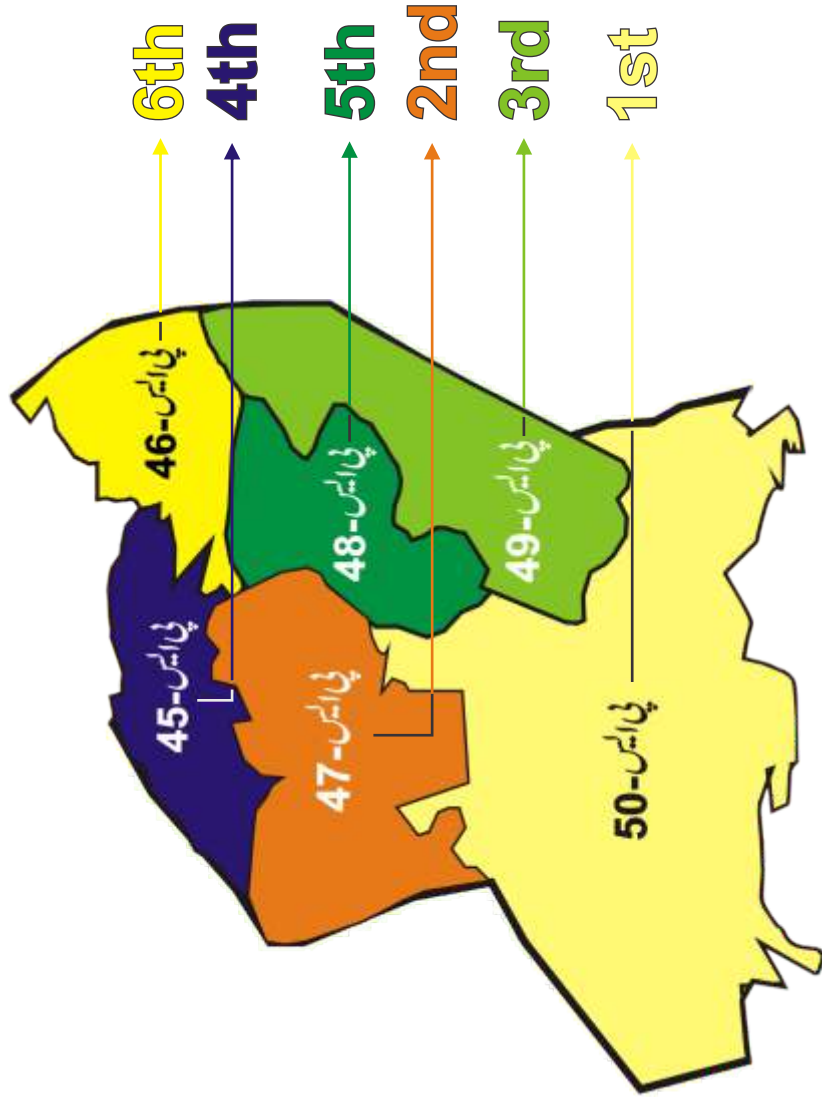 پی ایس-46 6th
پی ایس-45 4th
پی ایس-48 5th
پی ایس-47 2nd
پی ایس-49 3rd
پی ایس-50 1st